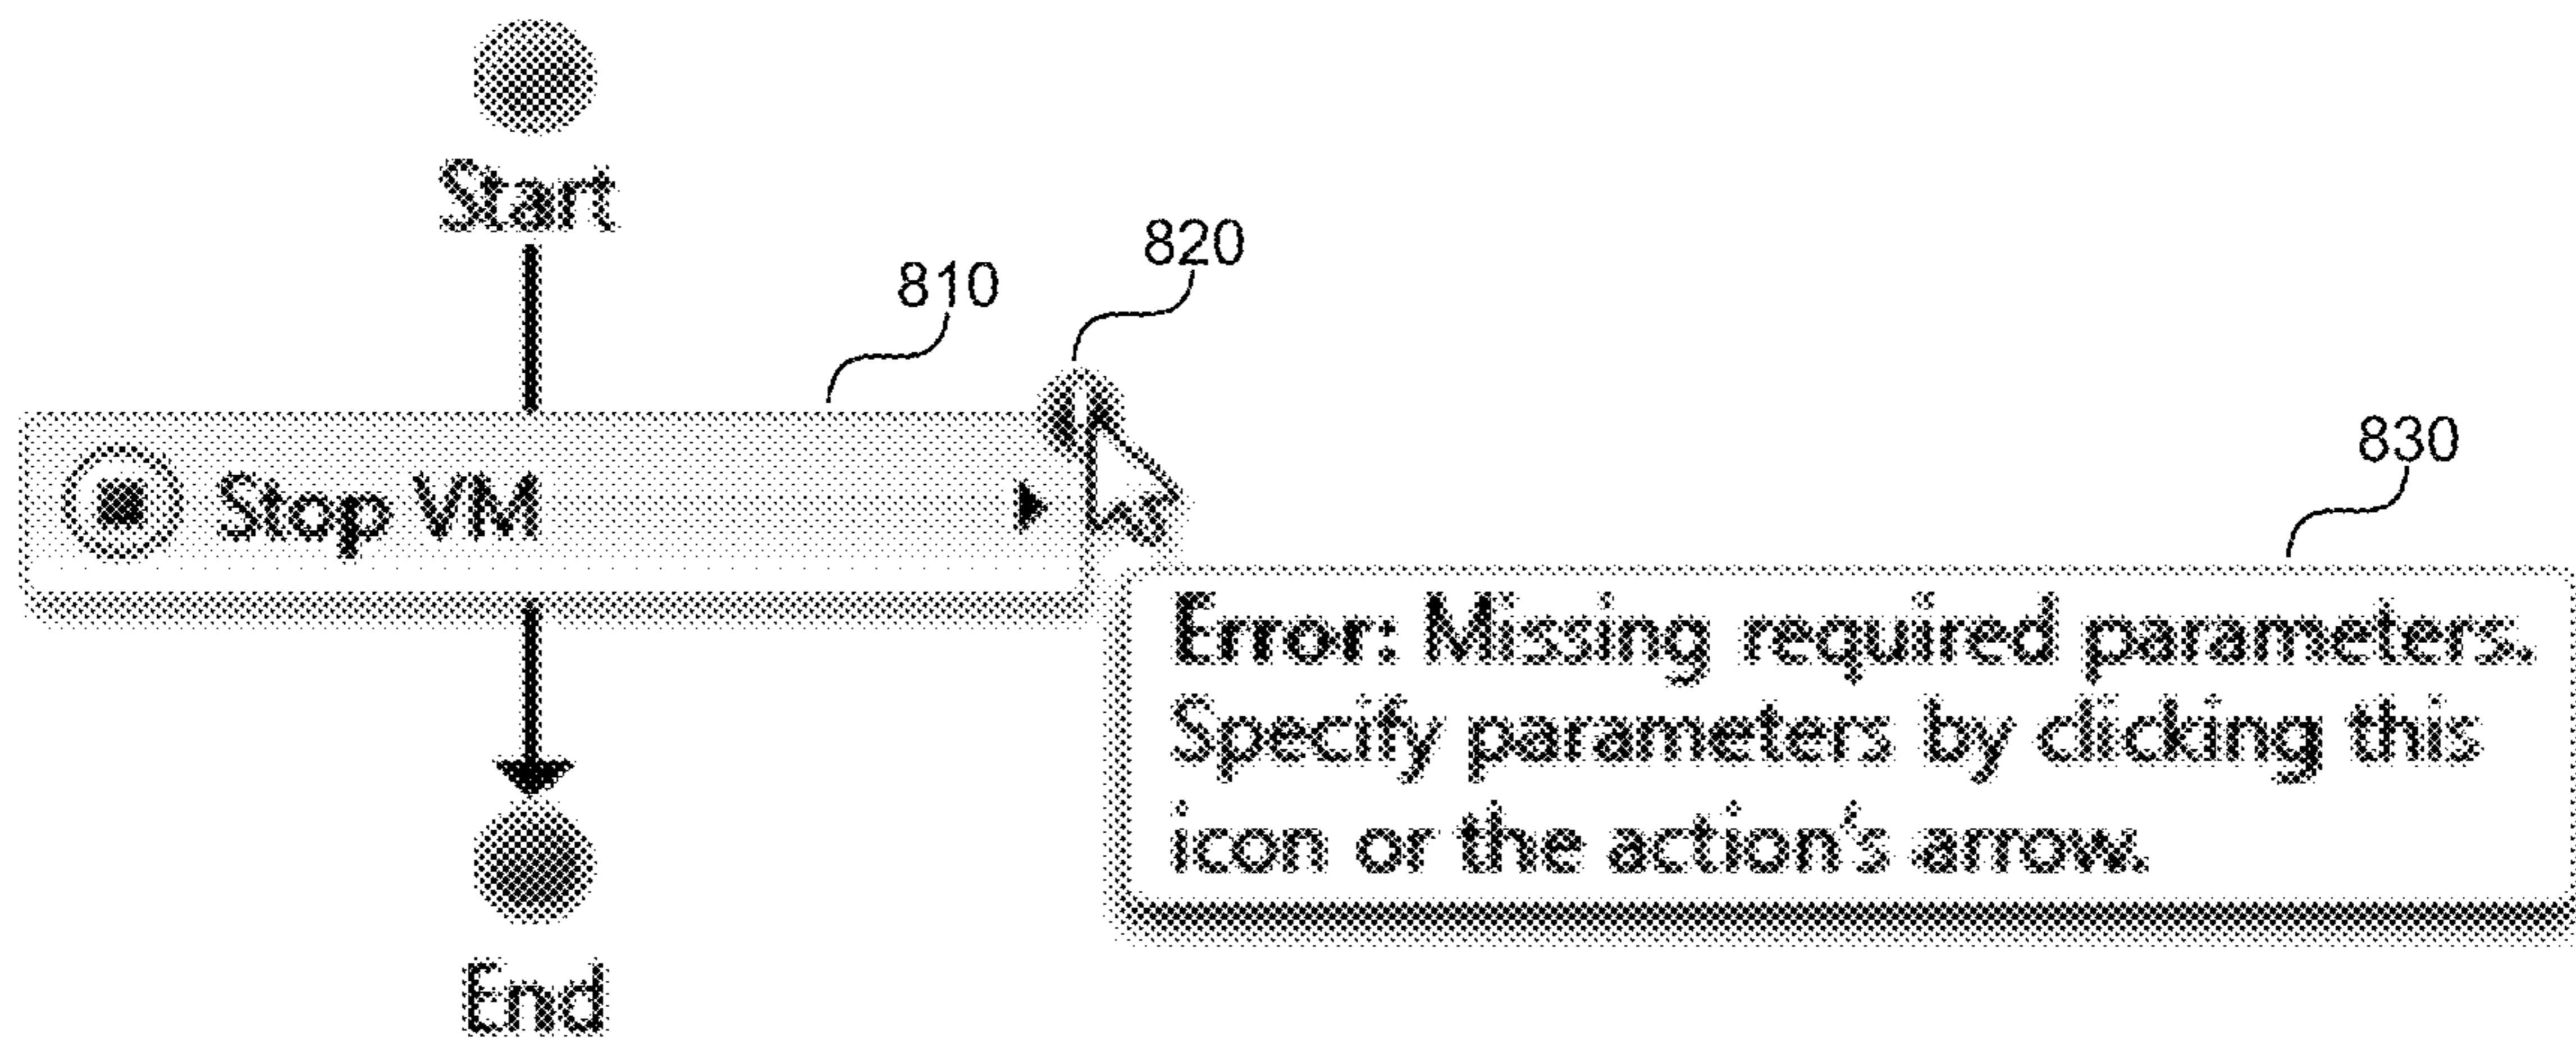 Start
820
810
830
Stop VM
Error: Missing required parameters.
Specify parameters by clicking this
icon or the action's arrow.
End